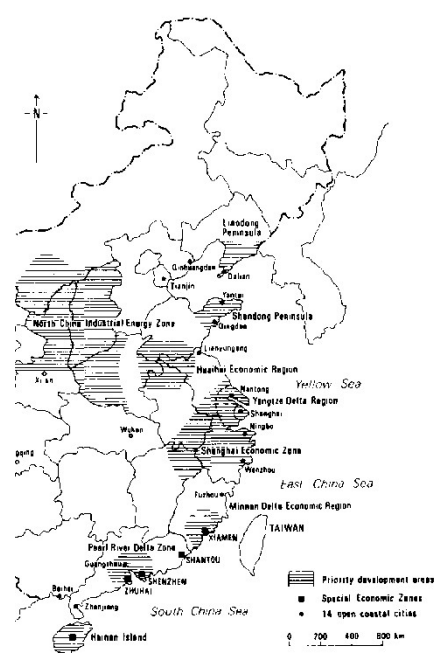 N
Liaodong
Peninsula
Qinhuangdao
Dalian
Tianjin
Yantai
Shandong Peninsula
Qingdao
North China Industrial Energy Zone
Lianyungang
Huaihai Economic Region
Xi an
Yellow Sea
Nantong
Yangtze Delta Region
Shanghai
Ningbo
Wuhan
Shanghai Economic Zone
qing
Wenzhou
East China Sea
Fuzhou
Minnan Delta Economic Region
TAIWAN
XIAMEN
Pearl River Delta Zone
SHANTOU
Guangzhou
SHENZHEN
ZHUHAI
Beihai
Zhanjiang
South China Sea
Hainan Island
Priority development areas
Special Economic Zones
14 open coastal cities
0 200 400 600 800 km